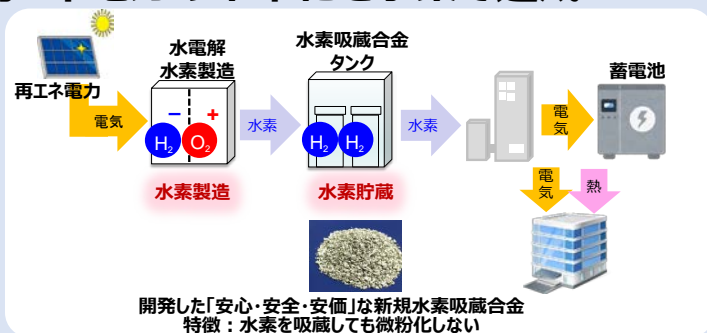 水電解
水素製造
水素吸蔵合金
タンク
蓄電池
再エネ電力
電気
－
+
H₂
O₂
水素
H₂
H₂
水素
電気
水素製造
水素貯蔵
電気
熱
開発した「安心・安全・安価」な新規水素吸蔵合金
特徴：水素を吸蔵しても微粉化しない